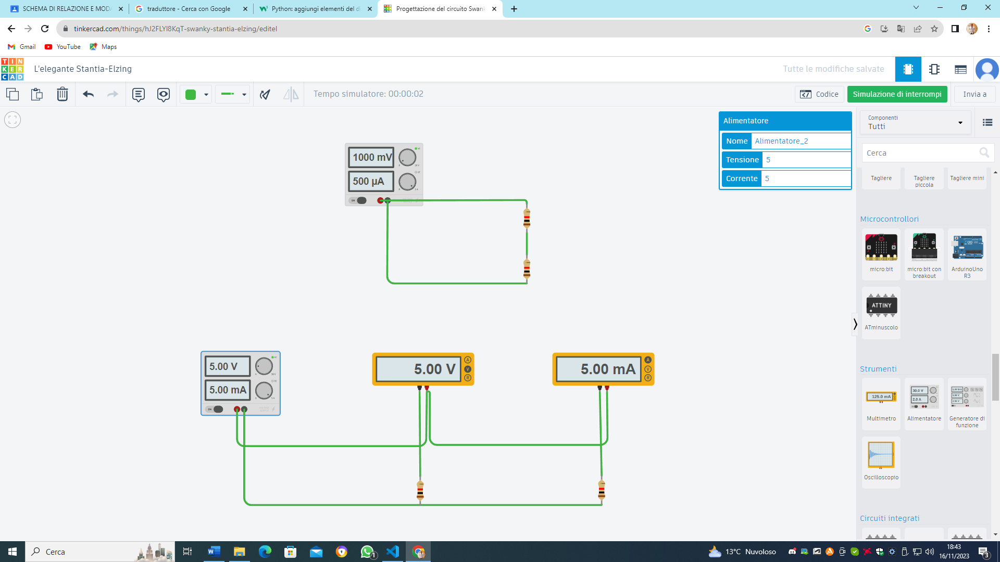 SCHEMA DI RELAZIONE E MOD
traduttore - Cerca con Google
Python: aggiungi elementi del d
Progettazione del circuito Swan
tinkercad.com/things/hJ2FLYl8KqT-swanky-stantia-elzing/editel
Gmail
YouTube
Maps
TIN
KER
CAD
L'elegante Stantia-Elzing
Tutte le modifiche salvate
Tempo simulatore: 00:00:02
Codice
Simulazione di interrompi
Invia a
Alimentatore
Nome Alimentatore_2
Tensione 5
Corrente 5
Componenti
Tutti
Cerca
Tagliere
Tagliere piccola
Tagliere mini
Microcontrollori
micro:bit
micro:bit con breakout
ArduinoUno R3
ATTINY
ATminuscolo
Strumenti
125.0 mA
Multimetro
30.0 V
2.0 A
Alimentatore
Generatore di funzione
Oscilloscopio
Circuiti integrati
1000 mV
500 µA
ON
5.00 V
5.00 mA
ON
5.00 V
A
V
R
5.00 mA
A
V
R
Cerca
1
13°C Nuvoloso
18:43
16/11/2023
3